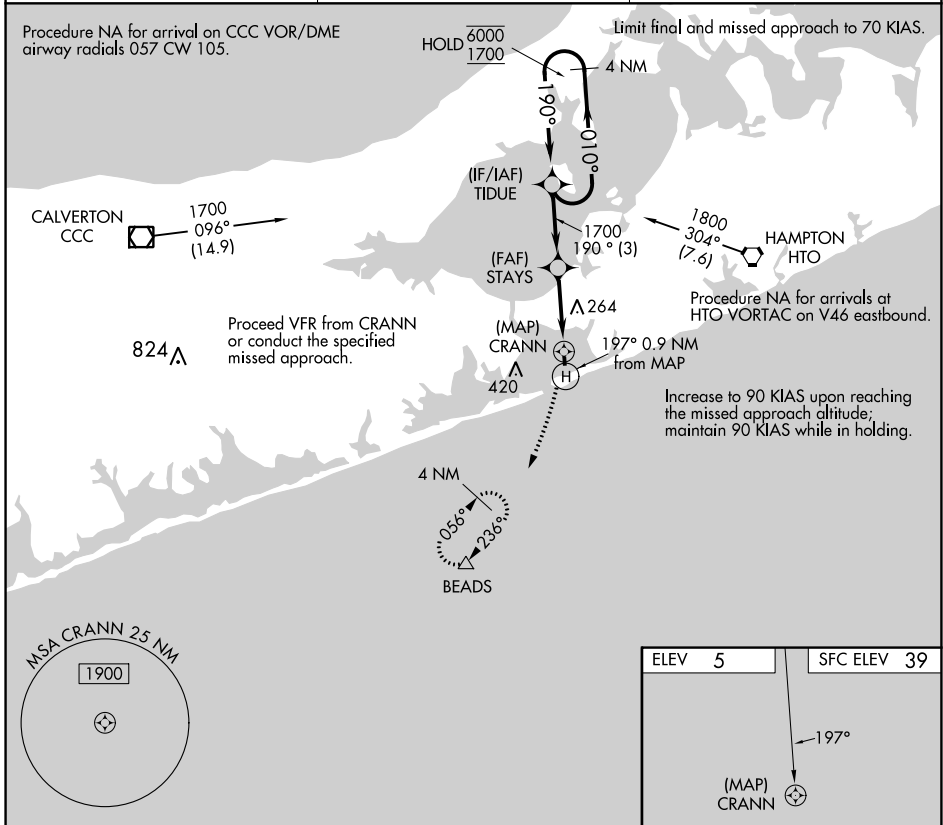 Procedure NA for arrival on CCC VOR/DME
airway radials 057 CW 105.
HOLD 6000
1700
4 NM
Limit final and missed approach to 70 KIAS.
190°
010°
(IF/IAF)
TIDUE
CALVERTON
CCC
1700
096°
(14.9)
1700
190° (3)
1800
304°
(7.6)
HAMPTON
HTO
(FAF)
STAYS
264
Procedure NA for arrivals at
HTO VORTAC on V46 eastbound.
Proceed VFR from CRANN
or conduct the specified
missed approach.
824
(MAP)
CRANN
420
197° 0.9 NM
from MAP
H
Increase to 90 KIAS upon reaching
the missed approach altitude;
maintain 90 KIAS while in holding.
4 NM
056°
236°
BEADS
MSA CRANN 25 NM
1900
ELEV 5
SFC ELEV 39
197°
(MAP)
CRANN